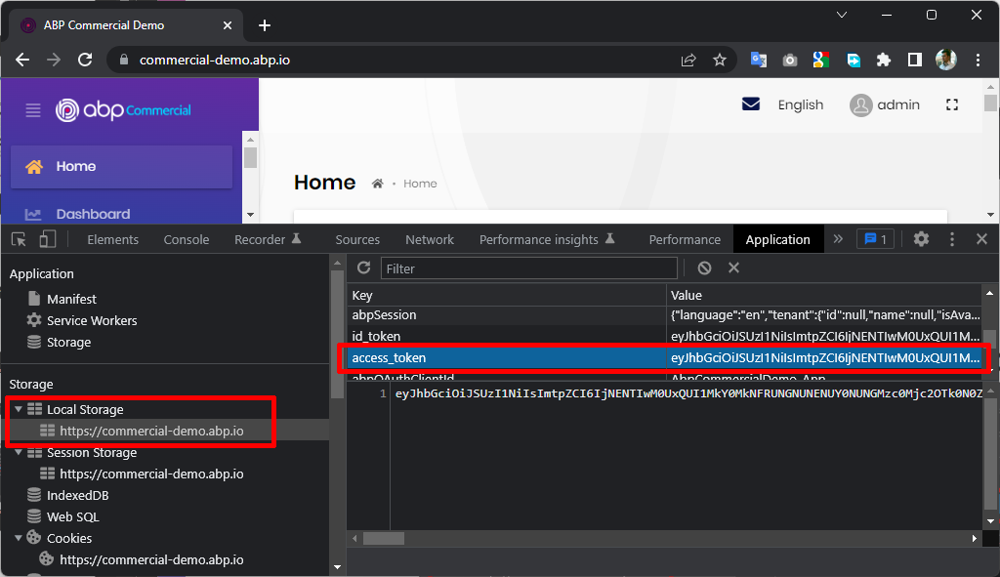 ABP Commercial Demo
commercial-demo.abp.io
abp Commercial
English
admin
Home
Home
Home
Dashboard
Elements
Console
Recorder
Sources
Network
Performance insights
Performance
Application
1
Application
Manifest
Service Workers
Storage
Storage
Local Storage
https://commercial-demo.abp.io
Session Storage
https://commercial-demo.abp.io
IndexedDB
Web SQL
Cookies
https://commercial-demo.abp.io
Filter
Key Value
abpSession {"language":"en","tenant":{"id":null,"name":null,"isAva...
id_token eyJhbGciOiJSUzI1NiIsImtpZCI6IjNENTIwM0UxQUI1M...
access_token eyJhbGciOiJSUzI1NiIsImtpZCI6IjNENTIwM0UxQUI1M...
abpOAuthClientId AbpCommercialDemo_App
1 eyJhbGciOiJSUzI1NiIsImtpZCI6IjNENTIwM0UxQUI1MkY0MkNFRUNGNUNENUY0NUNGMzc0Mjc2OTk0N0Z